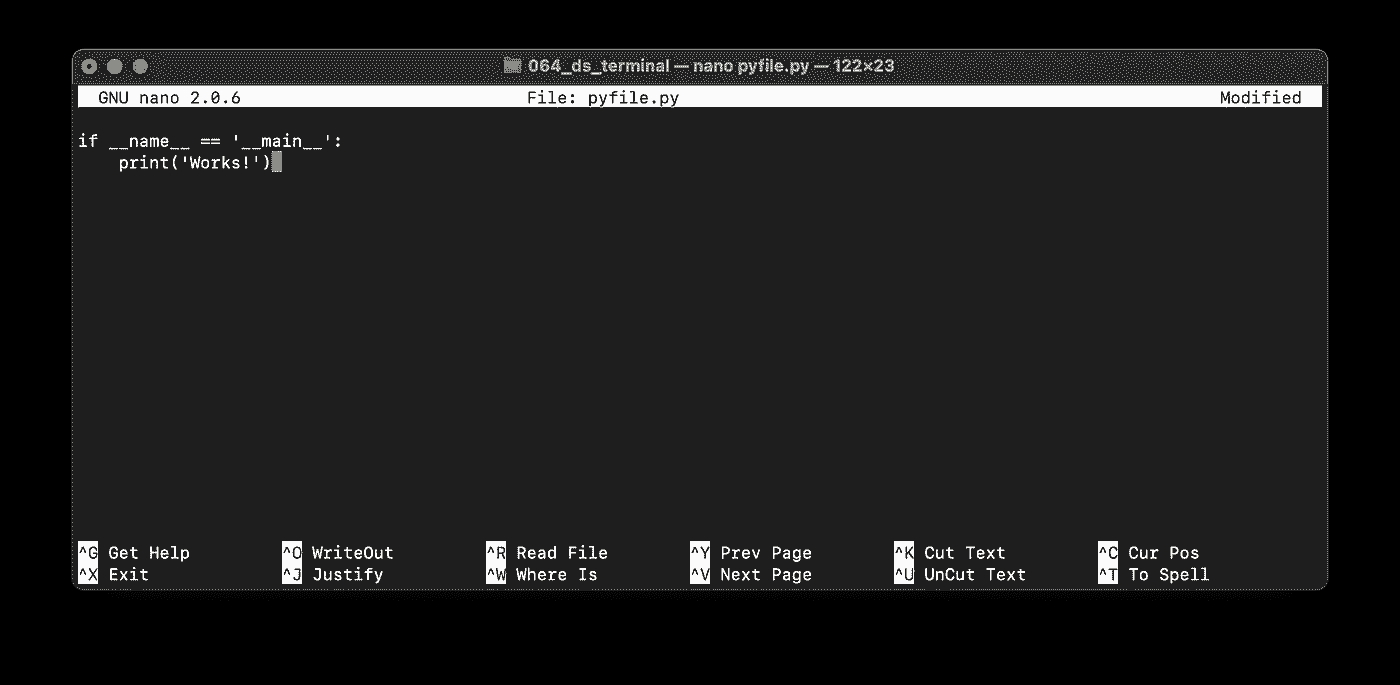 064_ds_terminal — nano pyfile.py — 122×23
GNU nano 2.0.6 File: pyfile.py Modified
if __name__ == '__main__':
    print('Works!')
^G Get Help ^O WriteOut ^R Read File ^Y Prev Page ^K Cut Text ^C Cur Pos
^X Exit ^J Justify ^W Where Is ^V Next Page ^U UnCut Text ^T To Spell